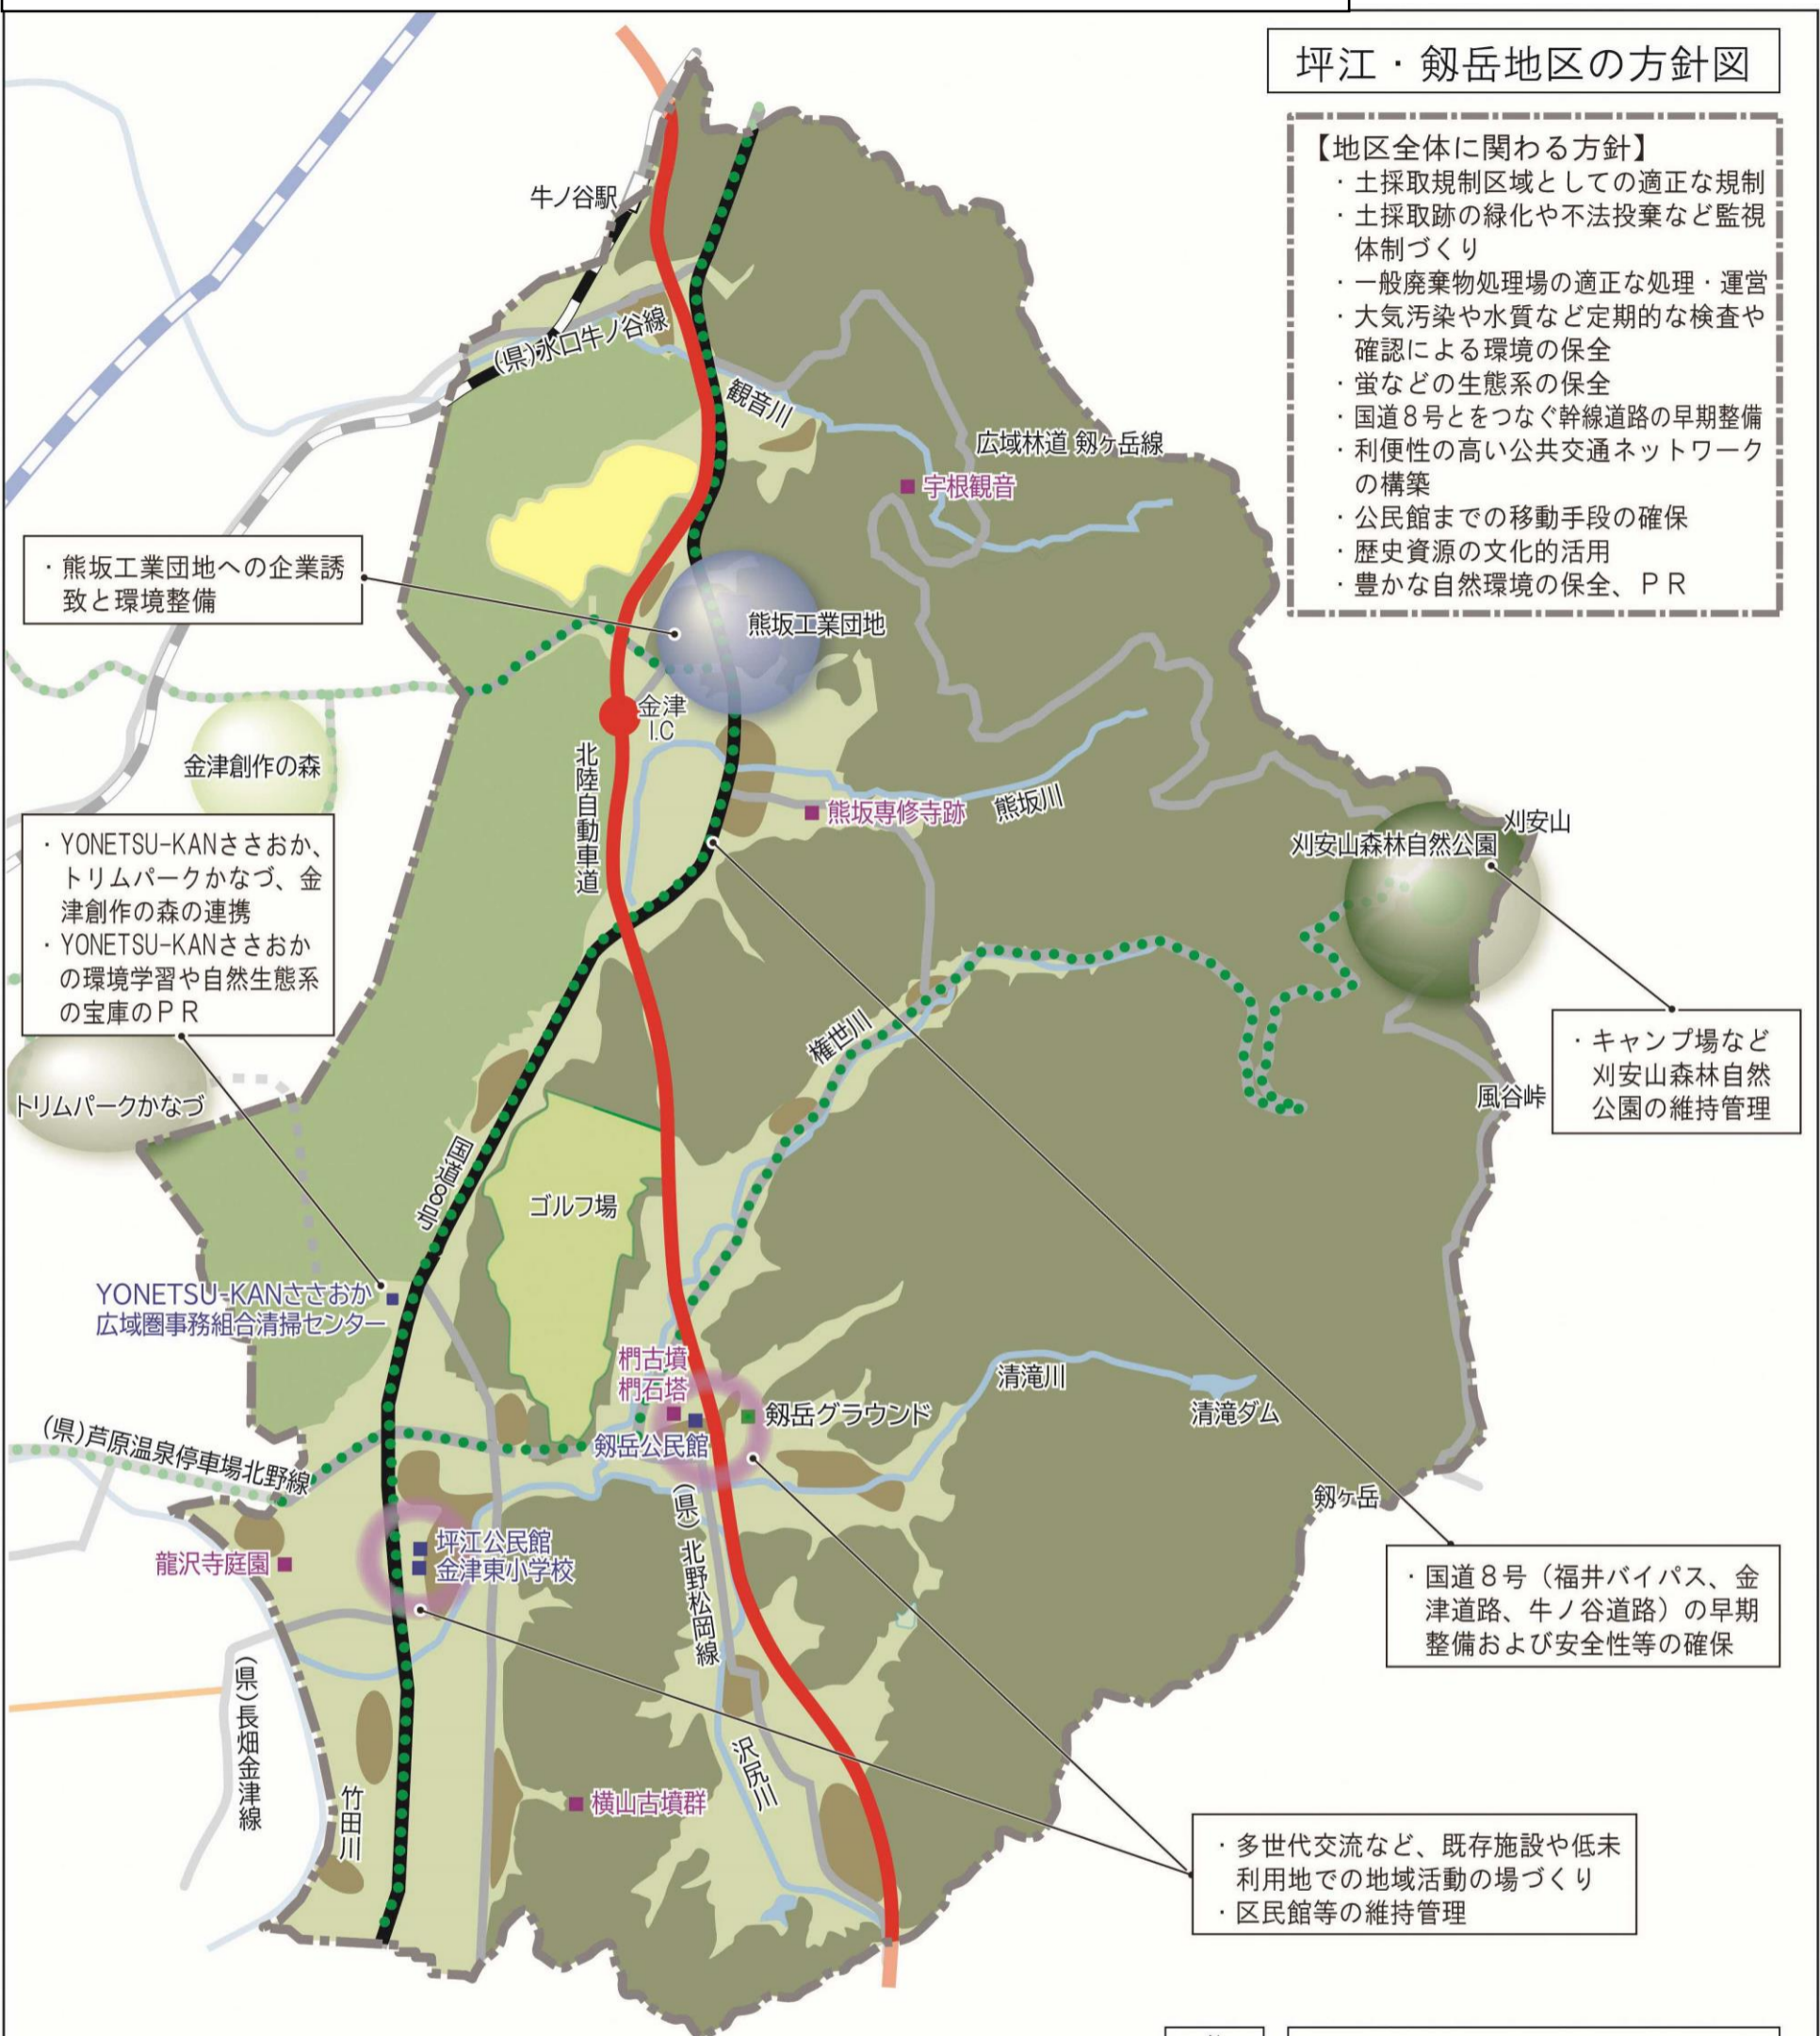 坪江・剱岳地区の方針図
【地区全体に関わる方針】
・土採取規制区域としての適正な規制
・土採取跡の緑化や不法投棄など監視
体制づくり
・一般廃棄物処理場の適正な処理・運営
・大気汚染や水質など定期的な検査や
確認による環境の保全
・蛍などの生態系の保全
・国道8号とをつなぐ幹線道路の早期整備
・利便性の高い公共交通ネットワーク
の構築
・公民館までの移動手段の確保
・歴史資源の文化的活用
・豊かな自然環境の保全、PR
牛ノ谷駅
(県)水口牛ノ谷線
観音川
広域林道 剱ヶ岳線
宇根観音
・熊坂工業団地への企業誘
致と環境整備
熊坂工業団地
金津
I.C
北陸自動車道
金津創作の森
熊坂専修寺跡
熊坂川
刈安山
刈安山森林自然公園
・YONETSU-KANささおか、
トリムパークかなづ、金
津創作の森の連携
・YONETSU-KANささおか
の環境学習や自然生態系
の宝庫のPR
・キャンプ場など
刈安山森林自然
公園の維持管理
権世川
風谷峠
トリムパークかなづ
国道8号
ゴルフ場
YONETSU-KANささおか
広域圏事務組合清掃センター
椚古墳
椚石塔
剱岳グラウンド
剱岳公民館
清滝川
清滝ダム
(県)芦原温泉停車場北野線
剱ヶ岳
龍沢寺庭園
坪江公民館
金津東小学校
(県)北野松岡線
・国道8号（福井バイパス、金
津道路、牛ノ谷道路）の早期
整備および安全性等の確保
(県)長畑金津線
竹田川
沢尻川
横山古墳群
・多世代交流など、既存施設や低未
利用地での地域活動の場づくり
・区民館等の維持管理